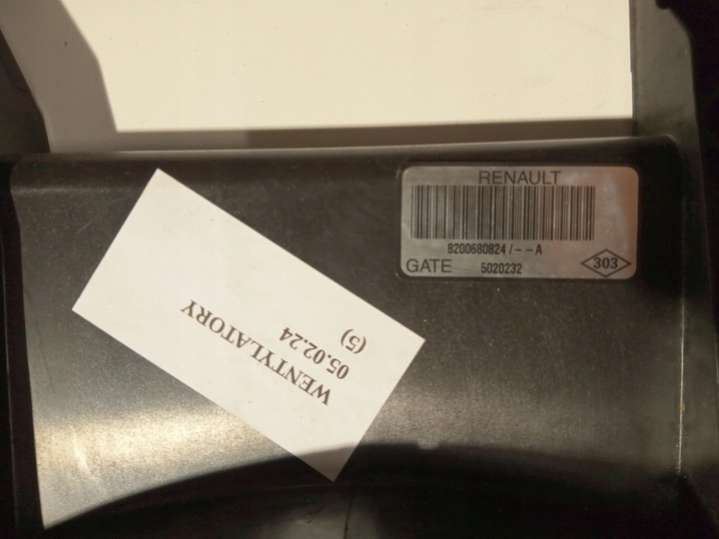 RENAULT
8200680824/--A
GATE 5020232
303
WENTYLATORY
05.02.24
(5)